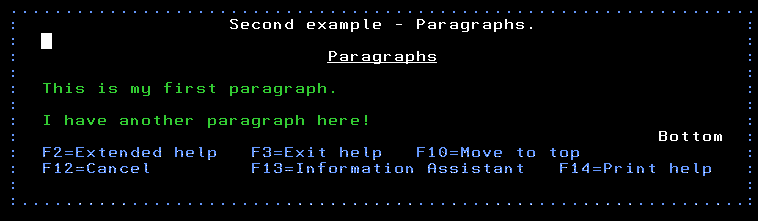 Second example - Paragraphs.
Paragraphs
This is my first paragraph.
I have another paragraph here!
Bottom
F2=Extended help F3=Exit help F10=Move to top
F12=Cancel F13=Information Assistant F14=Print help